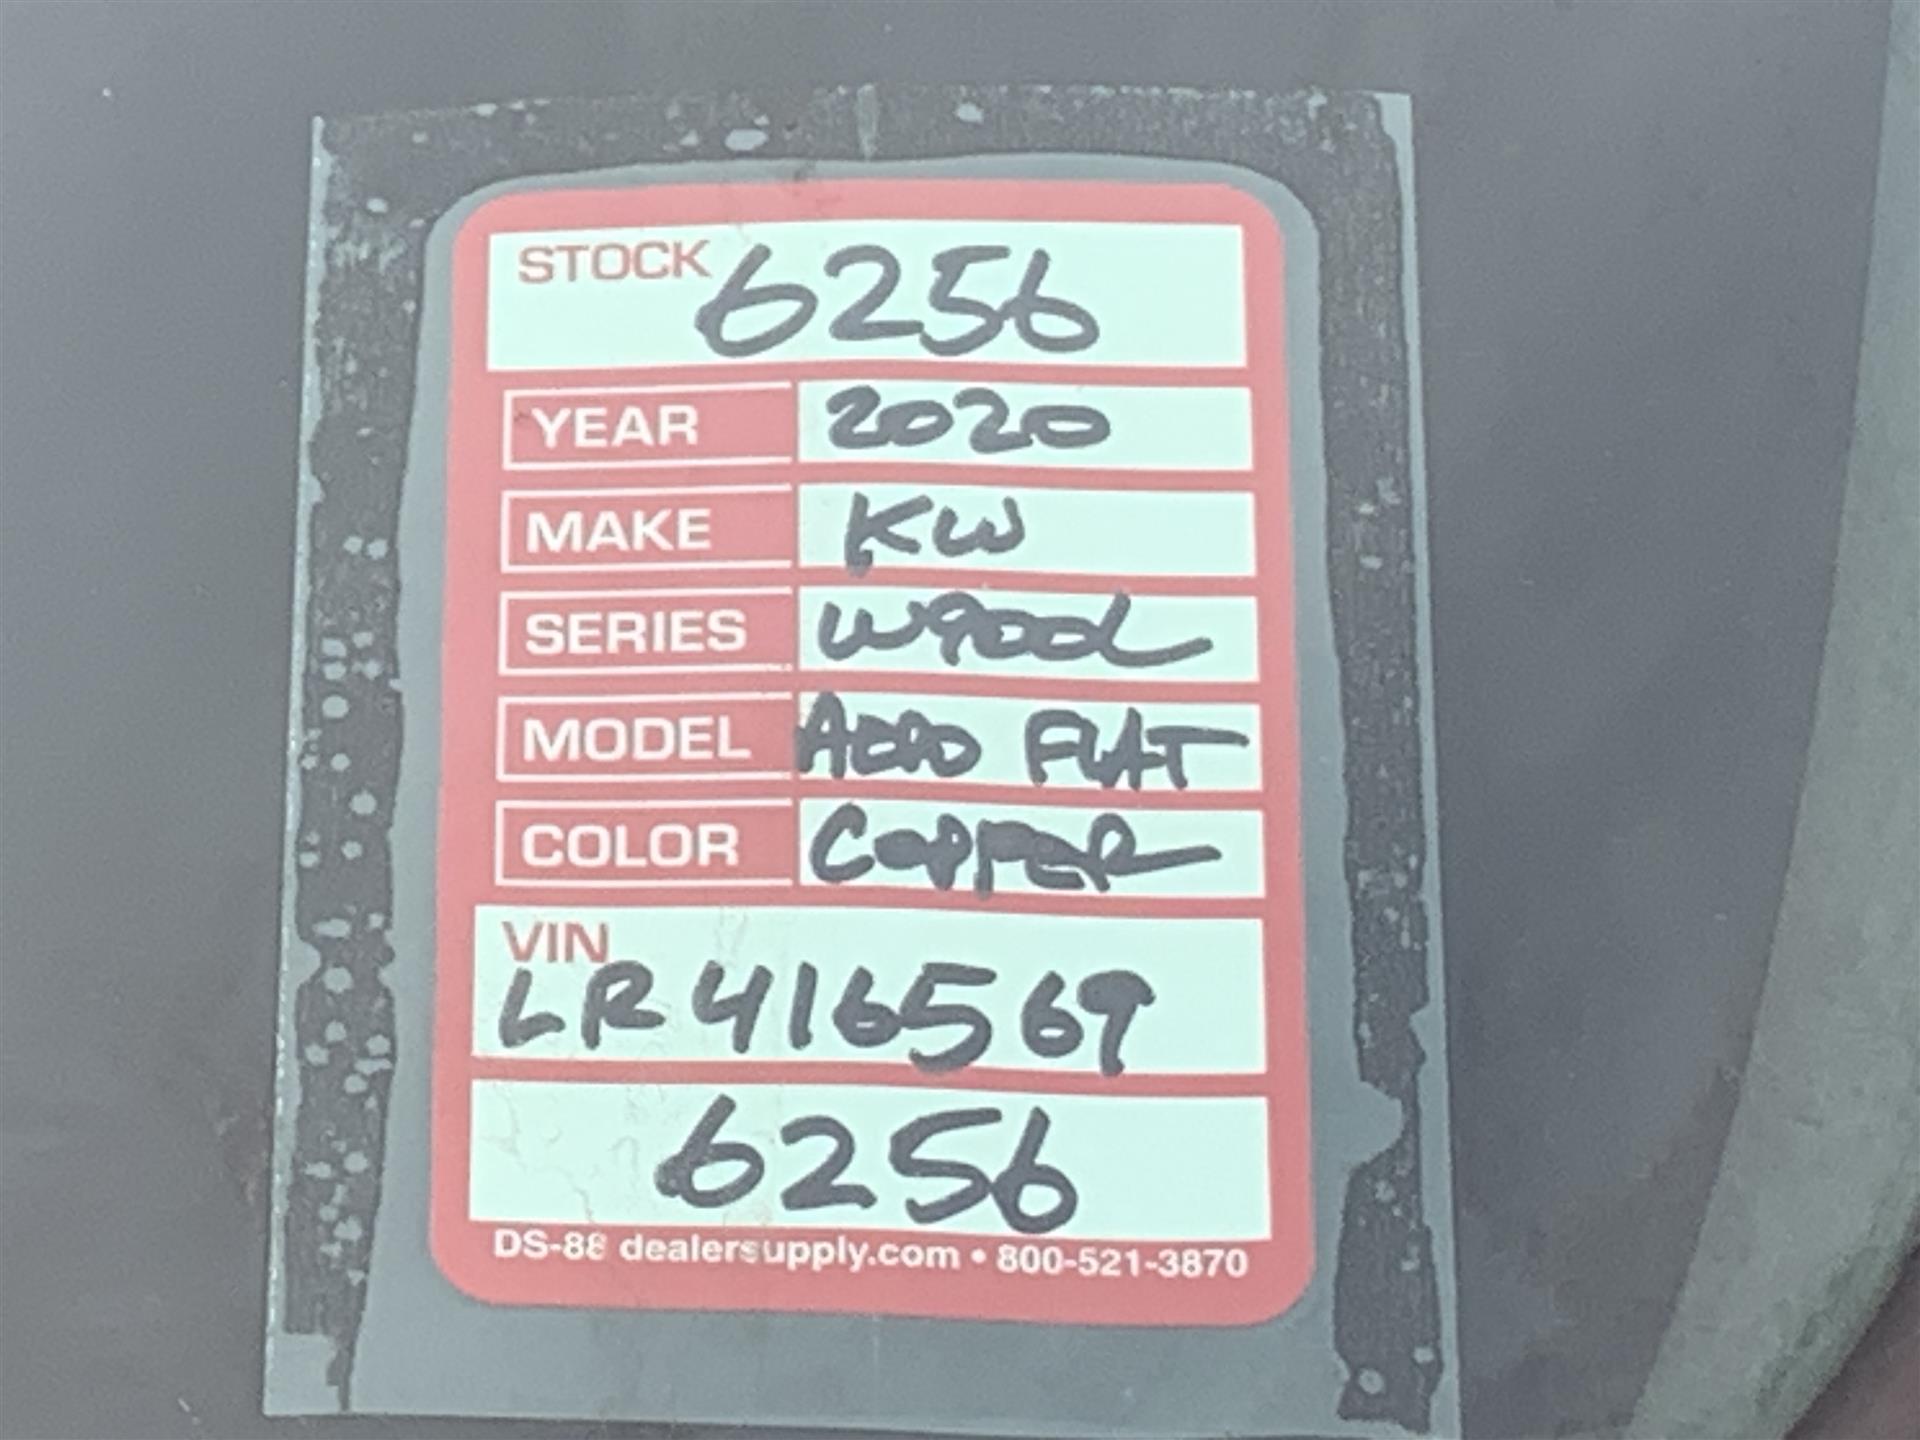 STOCK 6256
YEAR 2020
MAKE KW
SERIES W900L
MODEL AERO FLAT
COLOR COPPER
VIN
LR416569
6256
DS-88 dealersupply.com • 800-521-3870